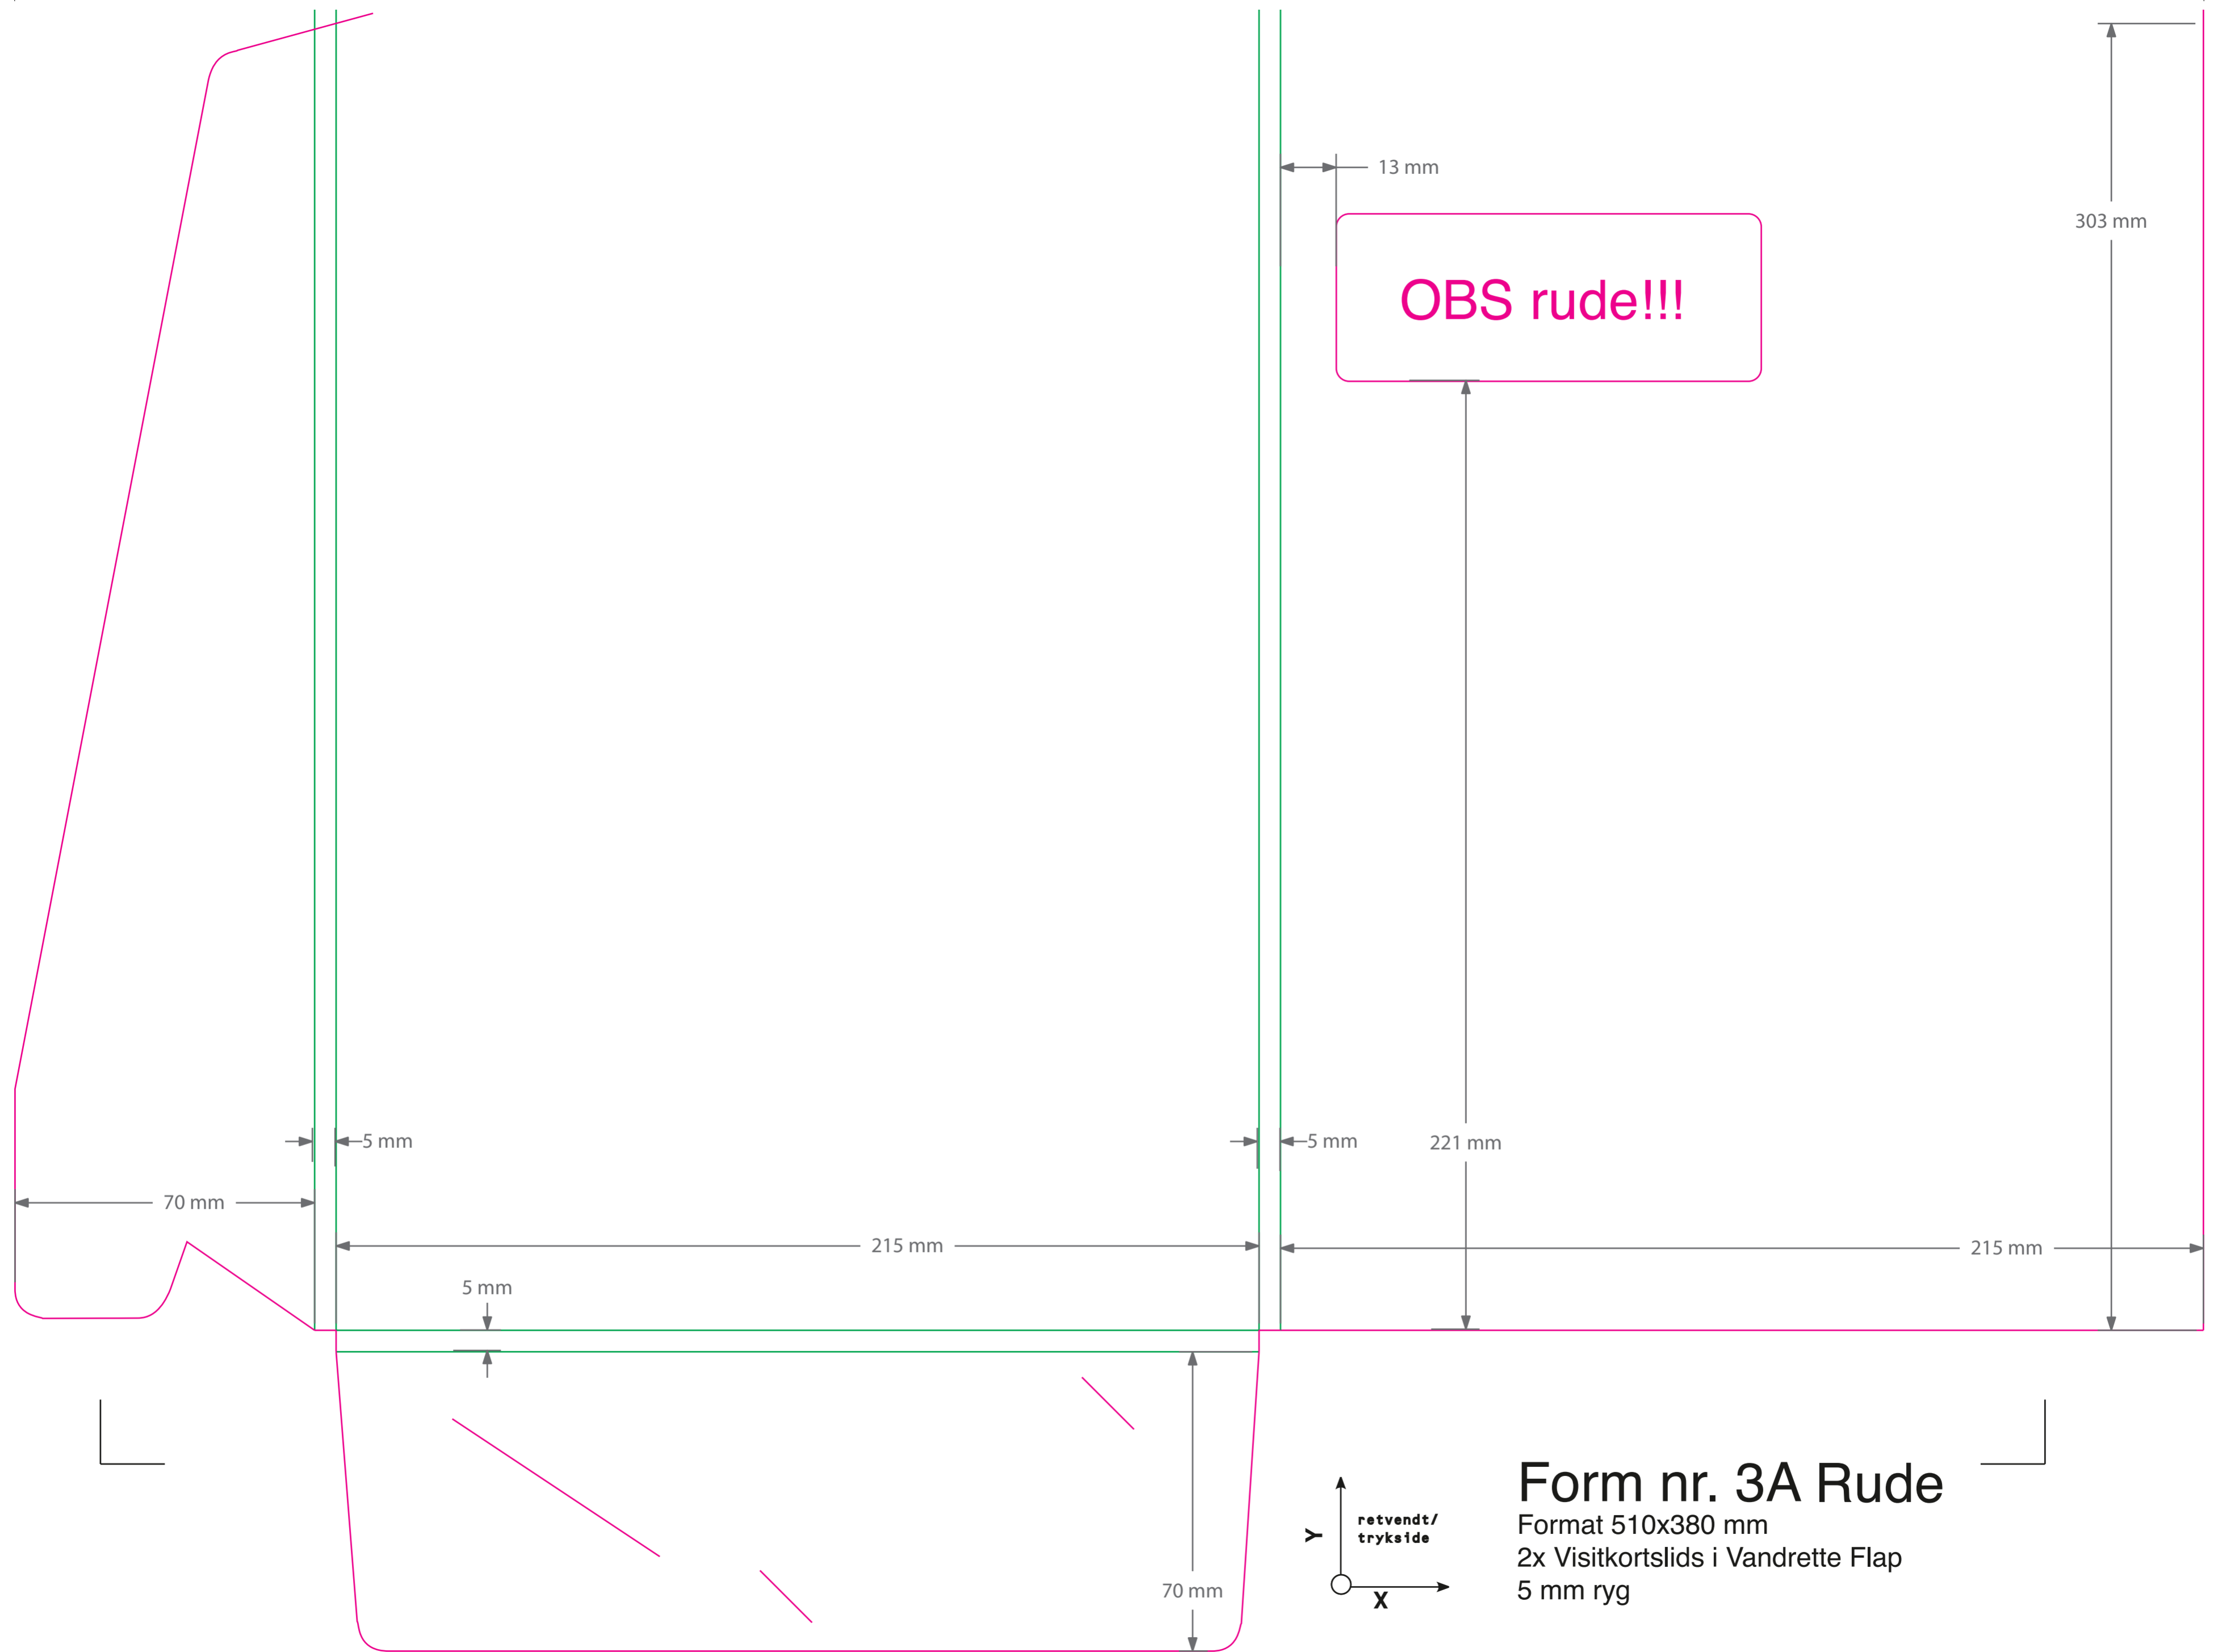 13 mm
303 mm
OBS rude!!!
5 mm
5 mm
221 mm
70 mm
215 mm
215 mm
5 mm
70 mm
Y
retvendt/
trykside
X
Form nr. 3A Rude
Format 510x380 mm
2x Visitkortslids i Vandrette Flap
5 mm ryg